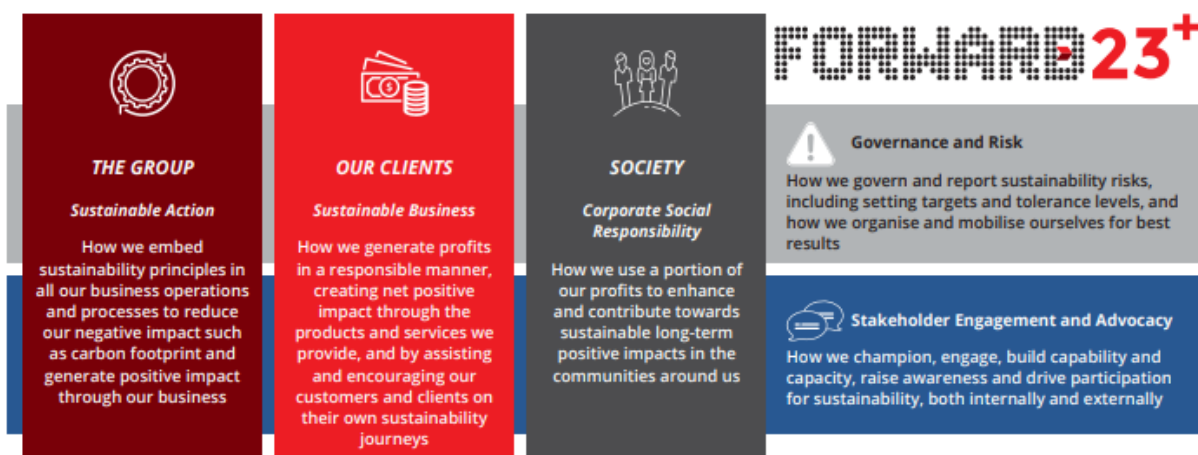 THE GROUP
Sustainable Action
How we embed
sustainability principles in
all our business operations
and processes to reduce
our negative impact such
as carbon footprint and
generate positive impact
through our business
OUR CLIENTS
Sustainable Business
How we generate profits
in a responsible manner,
creating net positive
impact through the
products and services we
provide, and by assisting
and encouraging our
customers and clients on
their own sustainability
journeys
SOCIETY
Corporate Social
Responsibility
How we use a portion of
our profits to enhance
and contribute towards
sustainable long-term
positive impacts in the
communities around us
FORWARD23+
Governance and Risk
How we govern and report sustainability risks,
including setting targets and tolerance levels, and
how we organise and mobilise ourselves for best
results
Stakeholder Engagement and Advocacy
How we champion, engage, build capability and
capacity, raise awareness and drive participation
for sustainability, both internally and externally